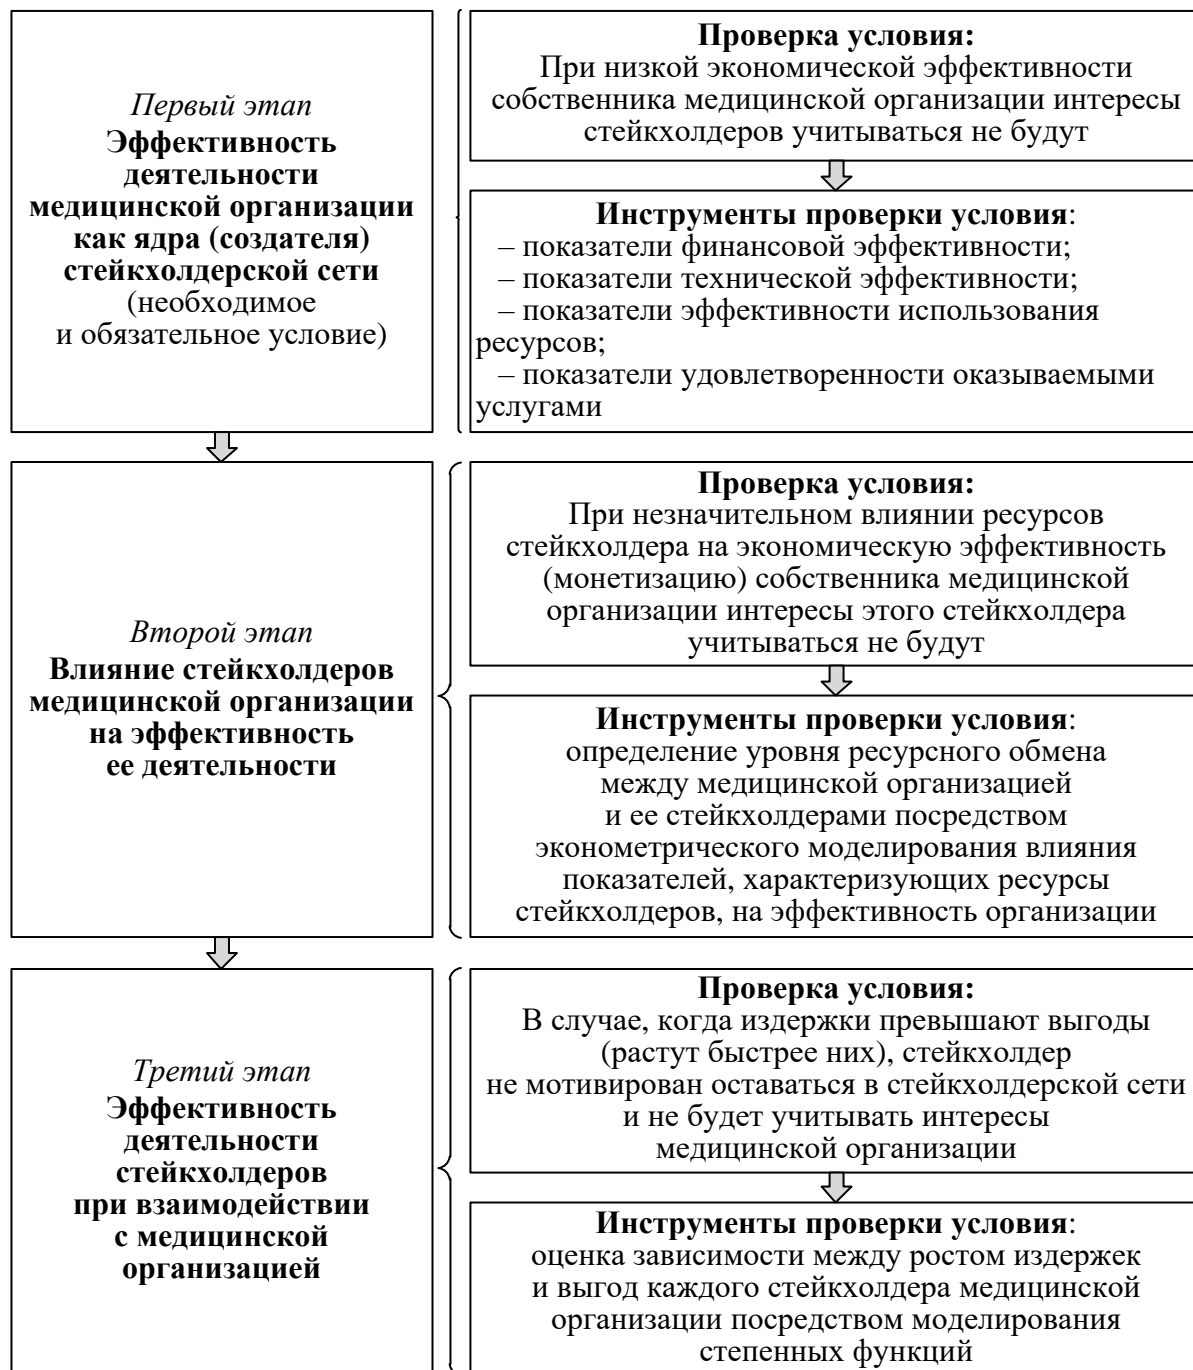 Первый этап
Эффективность
деятельности
медицинской организации
как ядра (создателя)
стейкхолдерской сети
(необходимое
и обязательное условие)
Проверка условия:
При низкой экономической эффективности
собственника медицинской организации интересы
стейкхолдеров учитываться не будут
Инструменты проверки условия:
– показатели финансовой эффективности;
– показатели технической эффективности;
– показатели эффективности использования
ресурсов;
– показатели удовлетворенности оказываемыми
услугами
Второй этап
Влияние стейкхолдеров
медицинской организации
на эффективность
ее деятельности
Проверка условия:
При незначительном влиянии ресурсов
стейкхолдера на экономическую эффективность
(монетизацию) собственника медицинской
организации интересы этого стейкхолдера
учитываться не будут
Инструменты проверки условия:
определение уровня ресурсного обмена
между медицинской организацией
и ее стейкхолдерами посредством
эконометрического моделирования влияния
показателей, характеризующих ресурсы
стейкхолдеров, на эффективность организации
Третий этап
Эффективность
деятельности
стейкхолдеров
при взаимодействии
с медицинской
организацией
Проверка условия:
В случае, когда издержки превышают выгоды
(растут быстрее них), стейкхолдер
не мотивирован оставаться в стейкхолдерской сети
и не будет учитывать интересы
медицинской организации
Инструменты проверки условия:
оценка зависимости между ростом издержек
и выгод каждого стейкхолдера медицинской
организации посредством моделирования
степенных функций